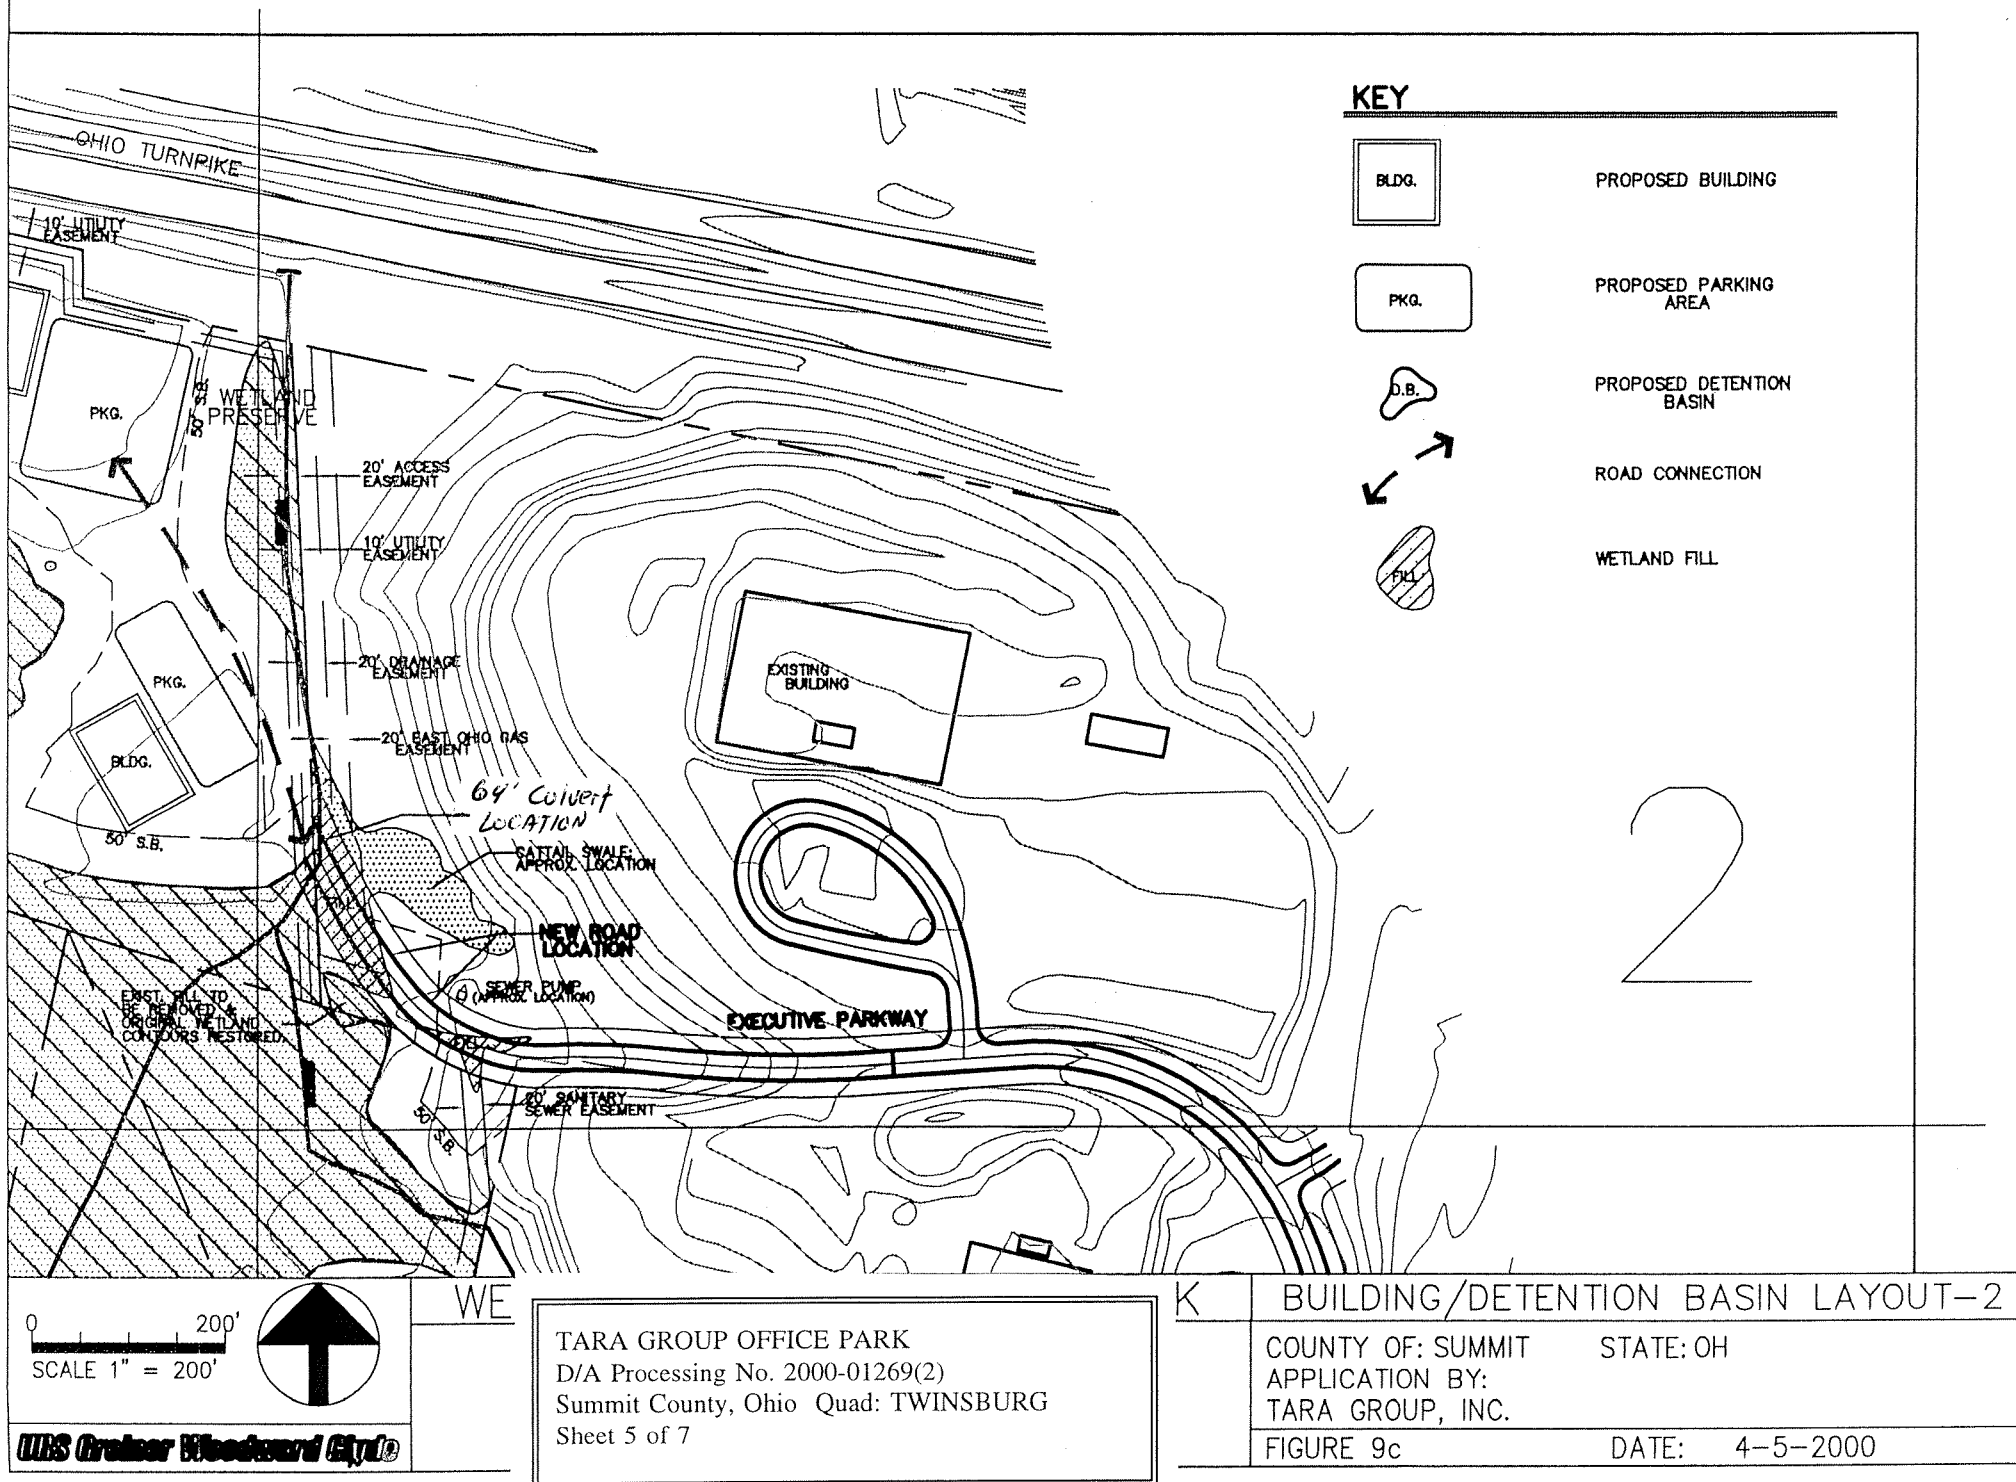 KEY
BLDG.
PROPOSED BUILDING
PKG.
PROPOSED PARKING
AREA
D.B.
PROPOSED DETENTION
BASIN
ROAD CONNECTION
FILL
WETLAND FILL
OHIO TURNPIKE
10' UTILITY
EASEMENT
PKG.
50' S.B.
WETLAND
PRESERVE
20' ACCESS
EASEMENT
10' UTILITY
EASEMENT
20' DRAINAGE
EASEMENT
20' EAST OHIO GAS
EASEMENT
PKG.
BLDG.
50' S.B.
EXISTING
BUILDING
64' Culvert
LOCATION
CATTAIL SWALE:
APPROX. LOCATION
FILL
NEW ROAD
LOCATION
SEWER PUMP
(APPROX. LOCATION)
EXIST. FILL TO
BE REMOVED &
ORIGINAL WETLAND
CONTOURS RESTORED.
EXECUTIVE PARKWAY
FILL
20' SANITARY
SEWER EASEMENT
50' S.B.
2
0 200'
SCALE 1" = 200'
URS Greiner Woodward Clyde
WE
K
TARA GROUP OFFICE PARK
D/A Processing No. 2000-01269(2)
Summit County, Ohio Quad: TWINSBURG
Sheet 5 of 7
BUILDING/DETENTION BASIN LAYOUT-2
COUNTY OF: SUMMIT STATE: OH
APPLICATION BY:
TARA GROUP, INC.
FIGURE 9c DATE: 4-5-2000